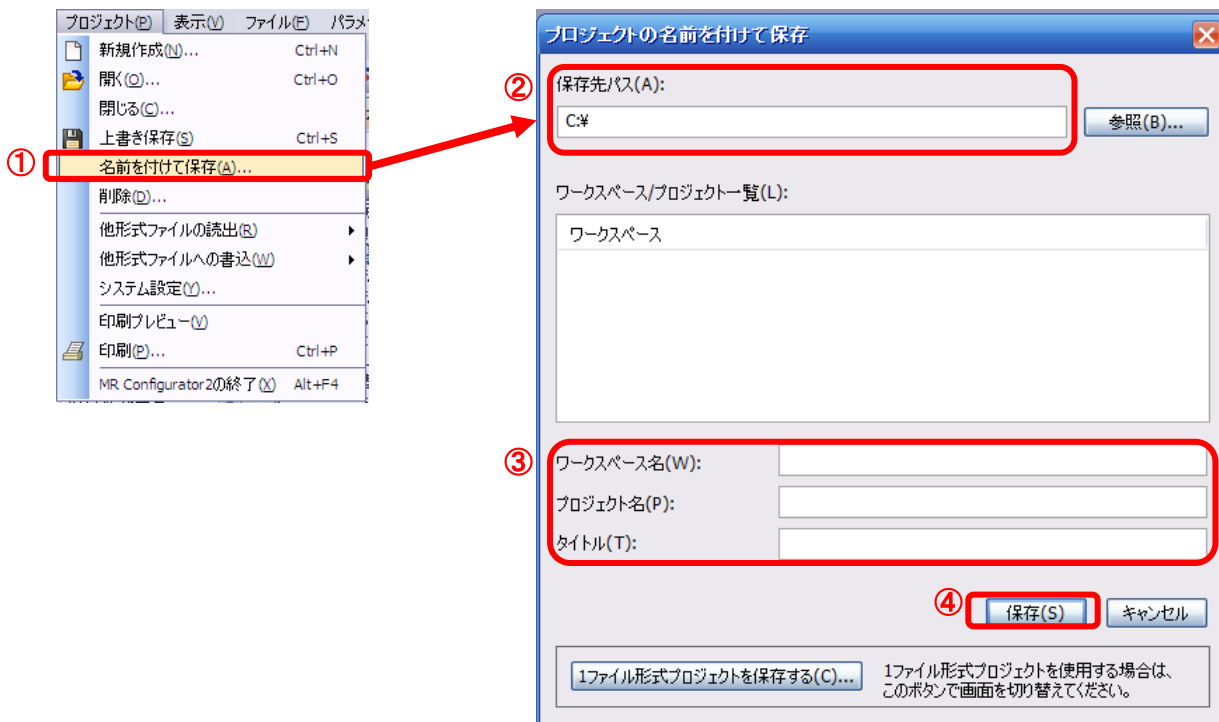 プロジェクト(P) 表示(V) ファイル(F) パラメ
新規作成(N)... Ctrl+N
開く(O)... Ctrl+O
閉じる(C)...
上書き保存(S) Ctrl+S
①
名前を付けて保存(A)...
削除(D)...
他形式ファイルの読出(R)
他形式ファイルへの書込(W)
システム設定(Y)...
印刷プレビュー(V)
印刷(P)... Ctrl+P
MR Configurator2の終了(X) Alt+F4
プロジェクトの名前を付けて保存
②
保存先パス(A):
C:¥
参照(B)...
ワークスペース/プロジェクト一覧(L):
ワークスペース
③
ワークスペース名(W):
プロジェクト名(P):
タイトル(T):
④
保存(S) キャンセル
1ファイル形式プロジェクトを保存する(C)...
1ファイル形式プロジェクトを使用する場合は、
このボタンで画面を切り替えてください。